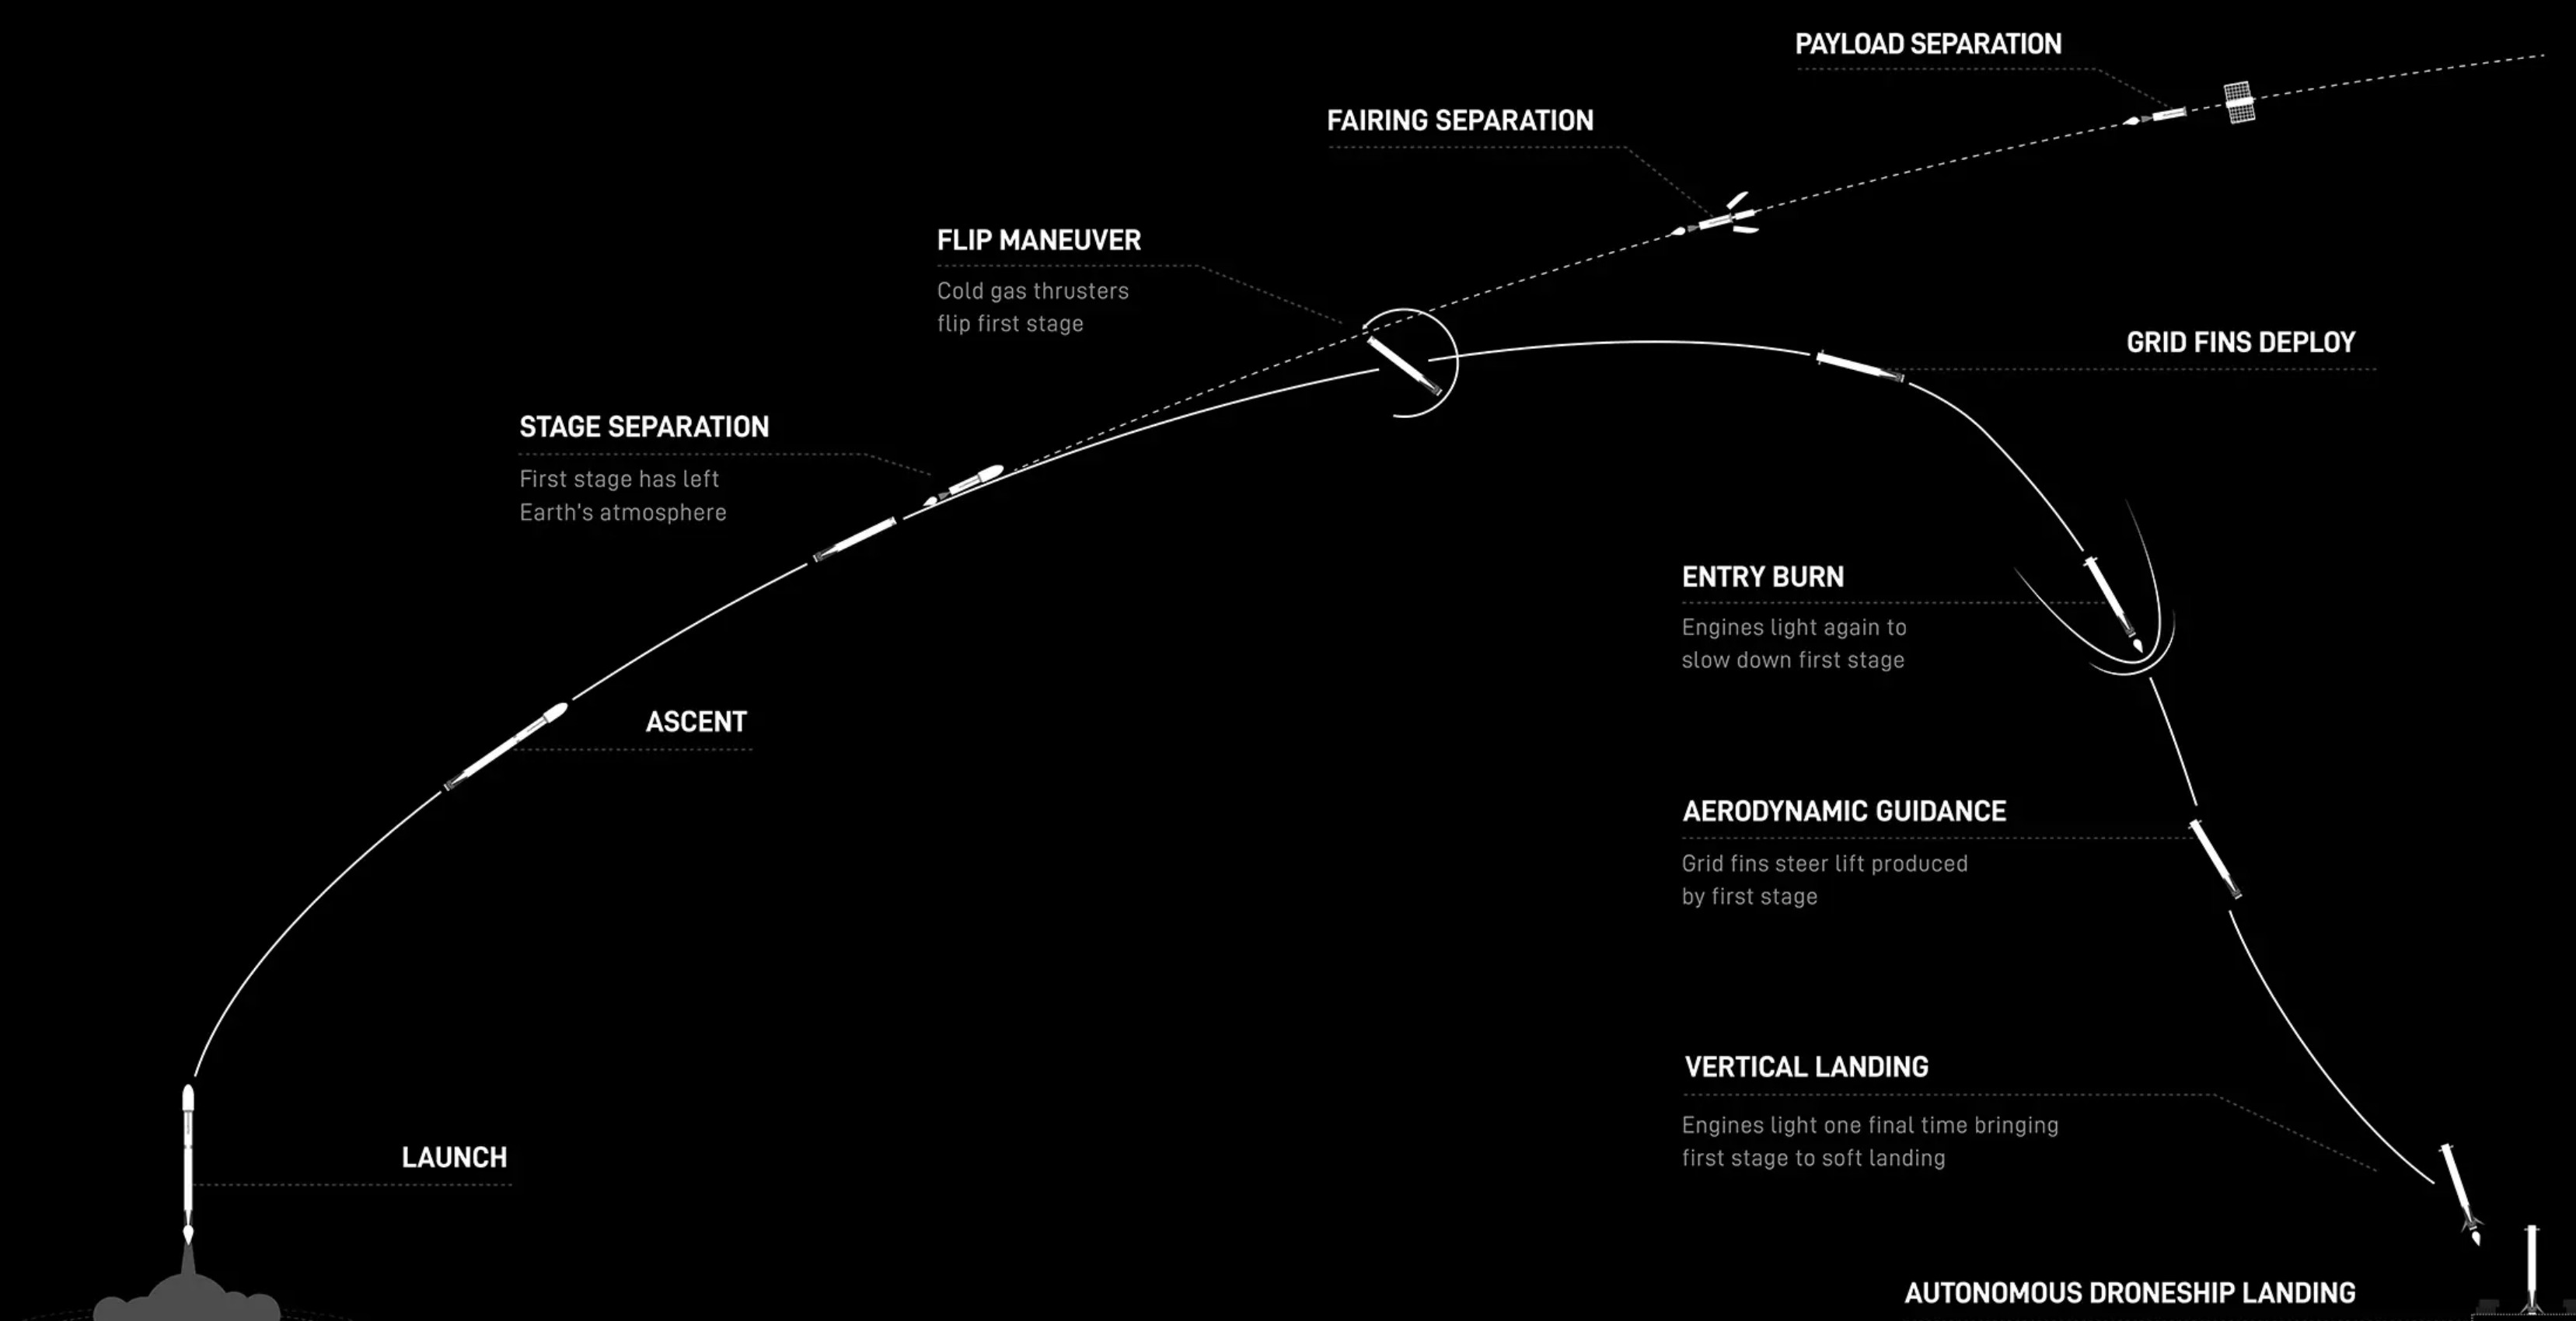 PAYLOAD SEPARATION
FAIRING SEPARATION
FLIP MANEUVER
Cold gas thrusters
flip first stage
GRID FINS DEPLOY
STAGE SEPARATION
First stage has left
Earth's atmosphere
ENTRY BURN
Engines light again to
slow down first stage
ASCENT
AERODYNAMIC GUIDANCE
Grid fins steer lift produced
by first stage
VERTICAL LANDING
Engines light one final time bringing
first stage to soft landing
LAUNCH
AUTONOMOUS DRONESHIP LANDING